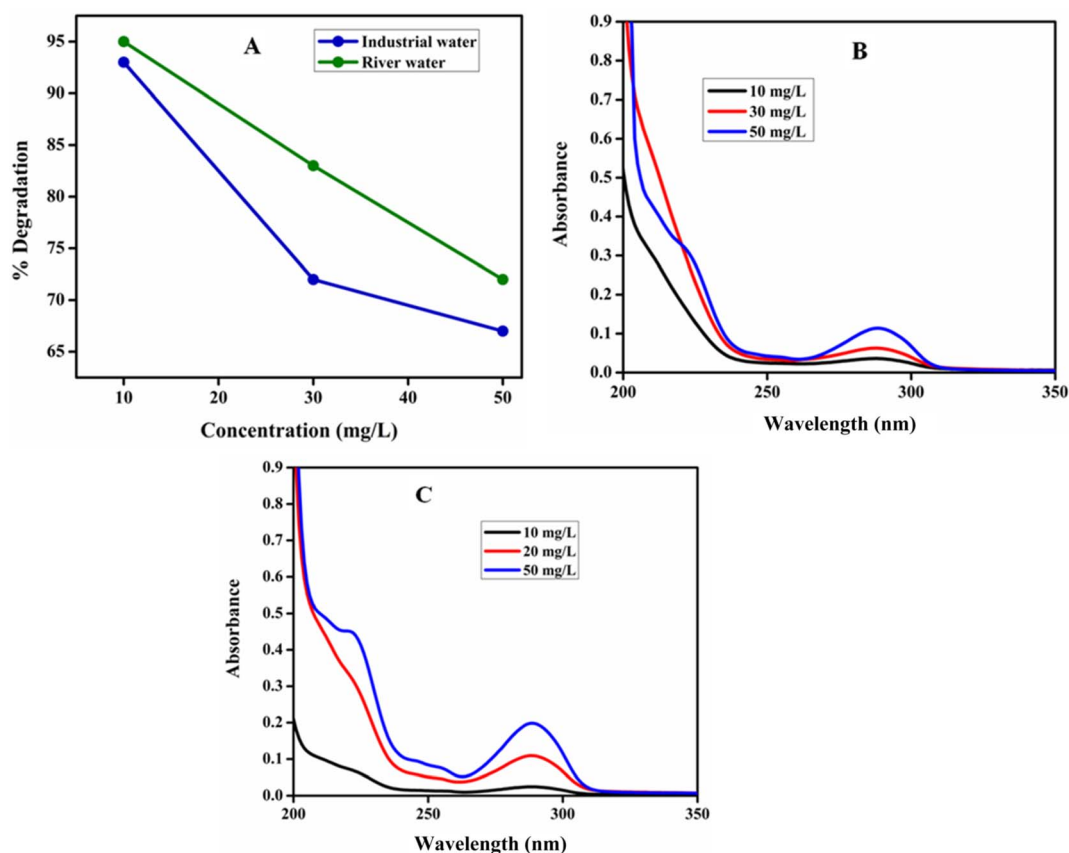 A
Industrial water
River water
95
90
85
80
75
70
65
% Degradation
10
20
30
40
50
Concentration (mg/L)
B
10 mg/L
30 mg/L
50 mg/L
0.9
0.8
0.7
0.6
0.5
0.4
0.3
0.2
0.1
0.0
Absorbance
200
250
300
350
Wavelength (nm)
C
10 mg/L
20 mg/L
50 mg/L
0.9
0.8
0.7
0.6
0.5
0.4
0.3
0.2
0.1
0.0
Absorbance
200
250
300
350
Wavelength (nm)